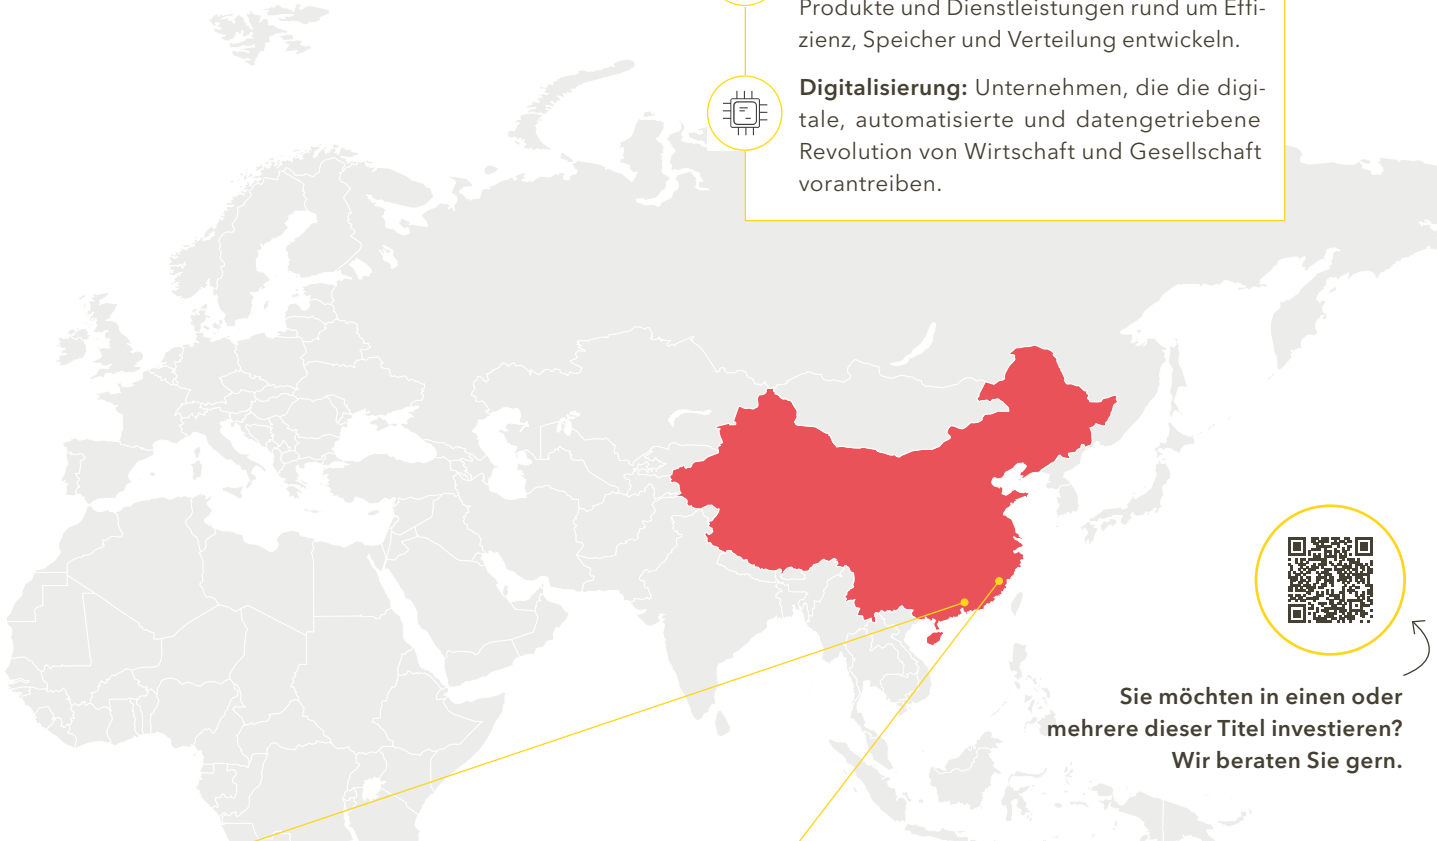 Produkte und Dienstleistungen rund um Effi-
zienz, Speicher und Verteilung entwickeln.
Digitalisierung: Unternehmen, die die digi-
tale, automatisierte und datengetriebene
Revolution von Wirtschaft und Gesellschaft
vorantreiben.
Sie möchten in einen oder
mehrere dieser Titel investieren?
Wir beraten Sie gern.